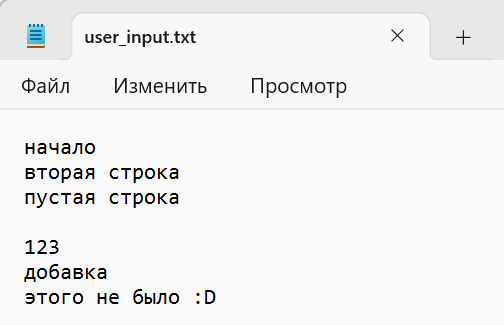 user_input.txt
Файл Изменить Просмотр
начало
вторая строка
пустая строка

123
добавка
этого не было :D